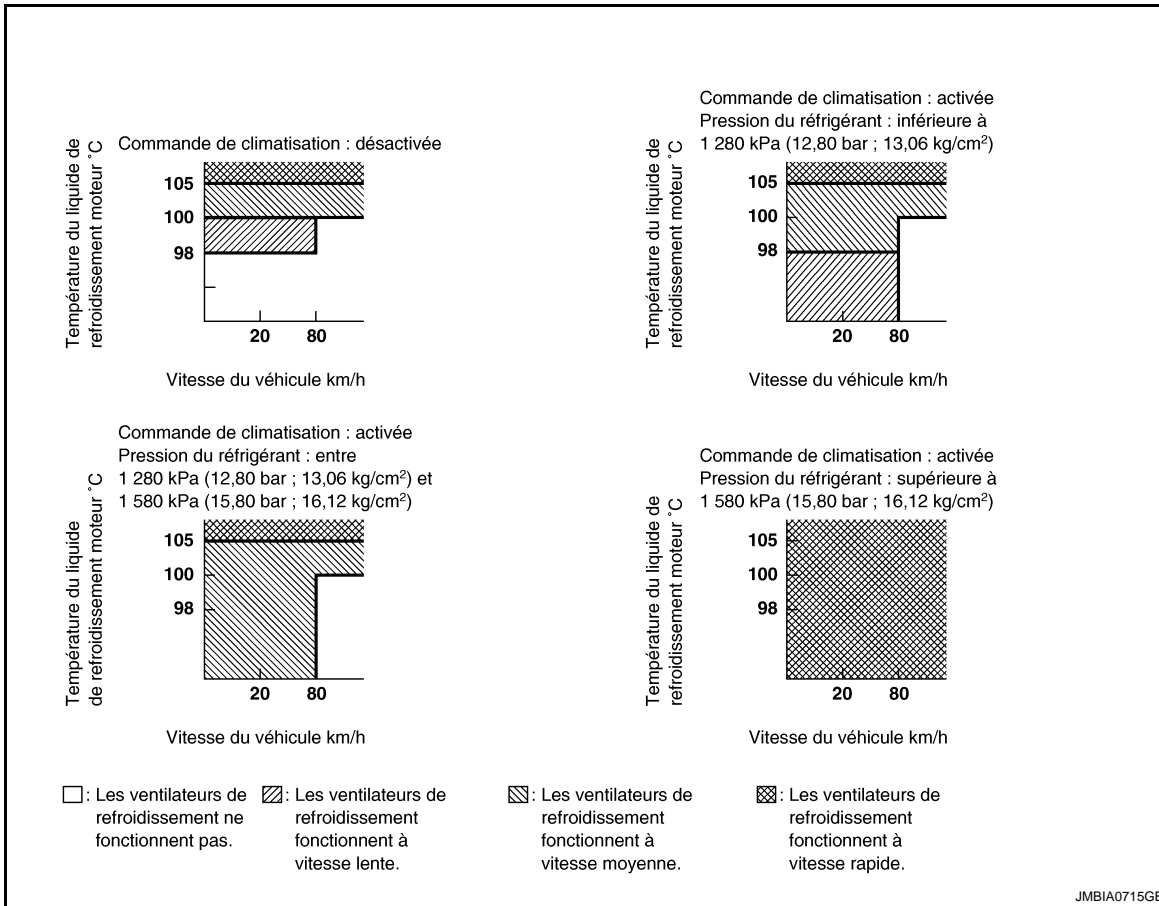 Commande de climatisation : désactivée
Température du liquide de
refroidissement moteur ˚C
105
100
98
20 80
Vitesse du véhicule km/h
Commande de climatisation : activée
Pression du réfrigérant : inférieure à
1 280 kPa (12,80 bar ; 13,06 kg/cm²)
Température du liquide de
refroidissement moteur ˚C
105
100
98
20 80
Vitesse du véhicule km/h
Commande de climatisation : activée
Pression du réfrigérant : entre
1 280 kPa (12,80 bar ; 13,06 kg/cm²) et
1 580 kPa (15,80 bar ; 16,12 kg/cm²)
Température du liquide
de refroidissement moteur ˚C
105
100
98
20 80
Vitesse du véhicule km/h
Commande de climatisation : activée
Pression du réfrigérant : supérieure à
1 580 kPa (15,80 bar ; 16,12 kg/cm²)
Température du liquide de
refroidissement moteur ˚C
105
100
98
20 80
Vitesse du véhicule km/h
: Les ventilateurs de
refroidissement ne
fonctionnent pas.
: Les ventilateurs de
refroidissement
fonctionnent à
vitesse lente.
: Les ventilateurs de
refroidissement
fonctionnent à
vitesse moyenne.
: Les ventilateurs de
refroidissement
fonctionnent à
vitesse rapide.
JMBIA0715GB